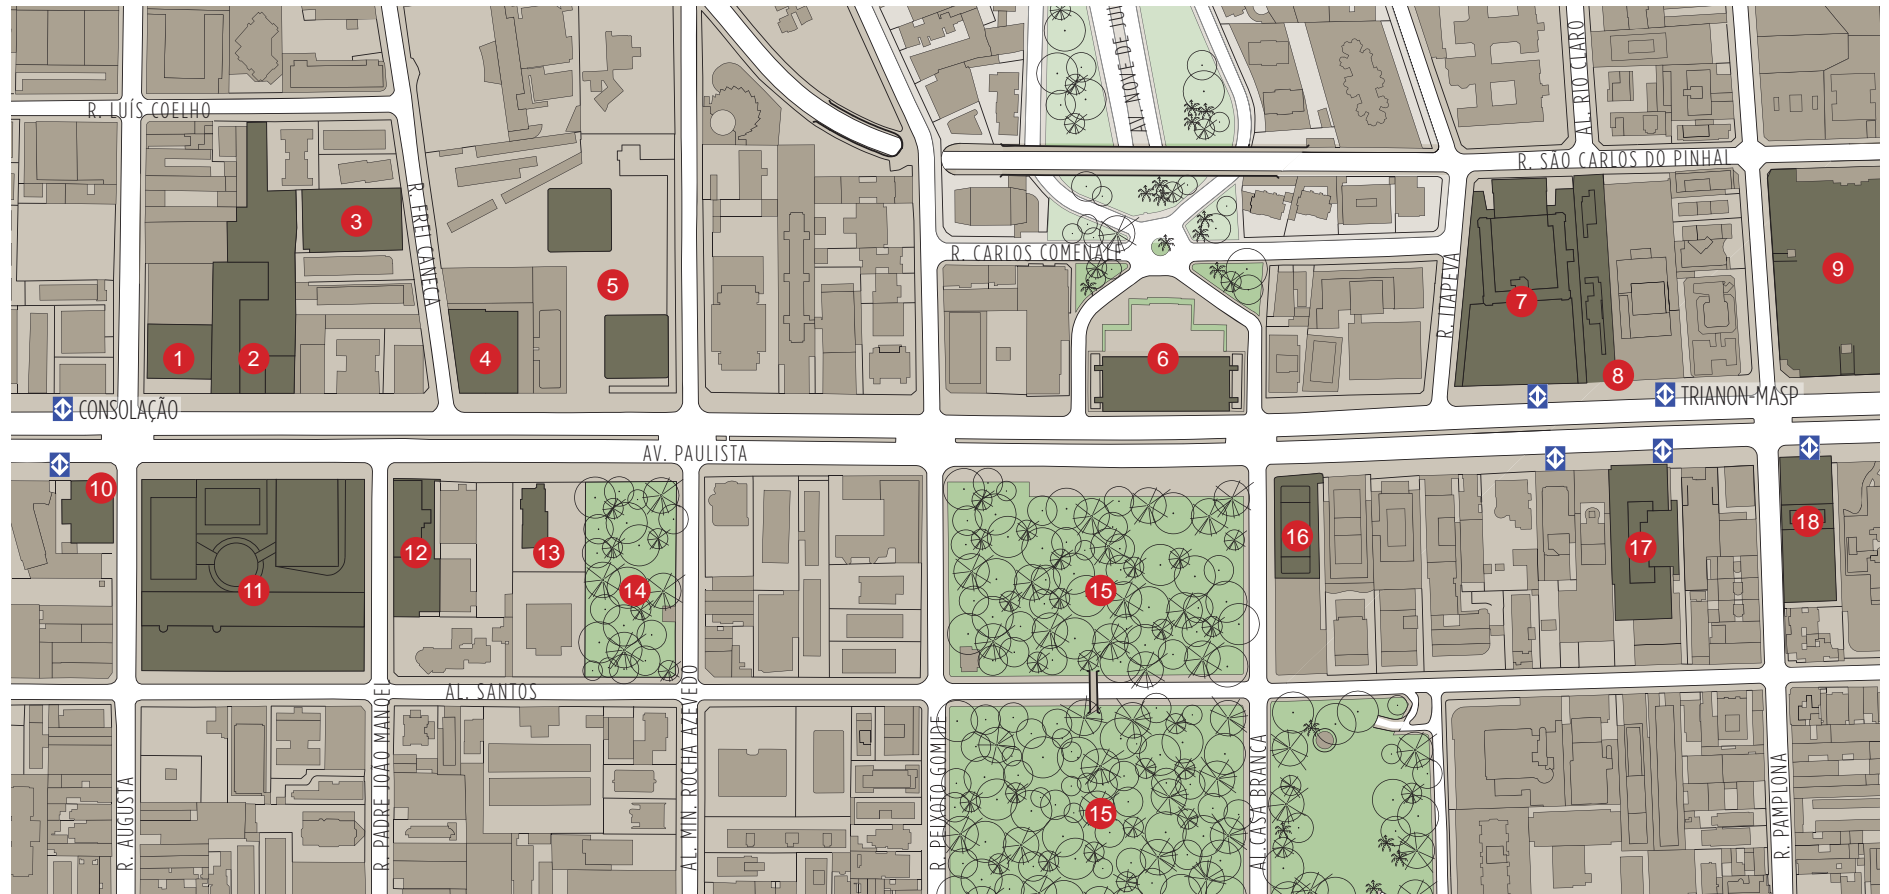 R. LUÍS COELHO
R. FREI CANECA
AV. NOVE DE JUL
AL. RIO CLARO
R. SÃO CARLOS DO PINHAL
R. CARLOS COMENALE
R. ITAPEVA
1
2
3
4
5
6
7
8
9
CONSOLAÇÃO
TRIANON-MASP
AV. PAULISTA
10
11
12
13
14
15
16
17
18
AL. SANTOS
15
R. AUGUSTA
R. PADRE JOÃO MANOEL
AL. MIN. ROCHA AZEVEDO
R. PEIXOTO GOMIDE
AL. CASA BRANCA
R. PAMPLONA